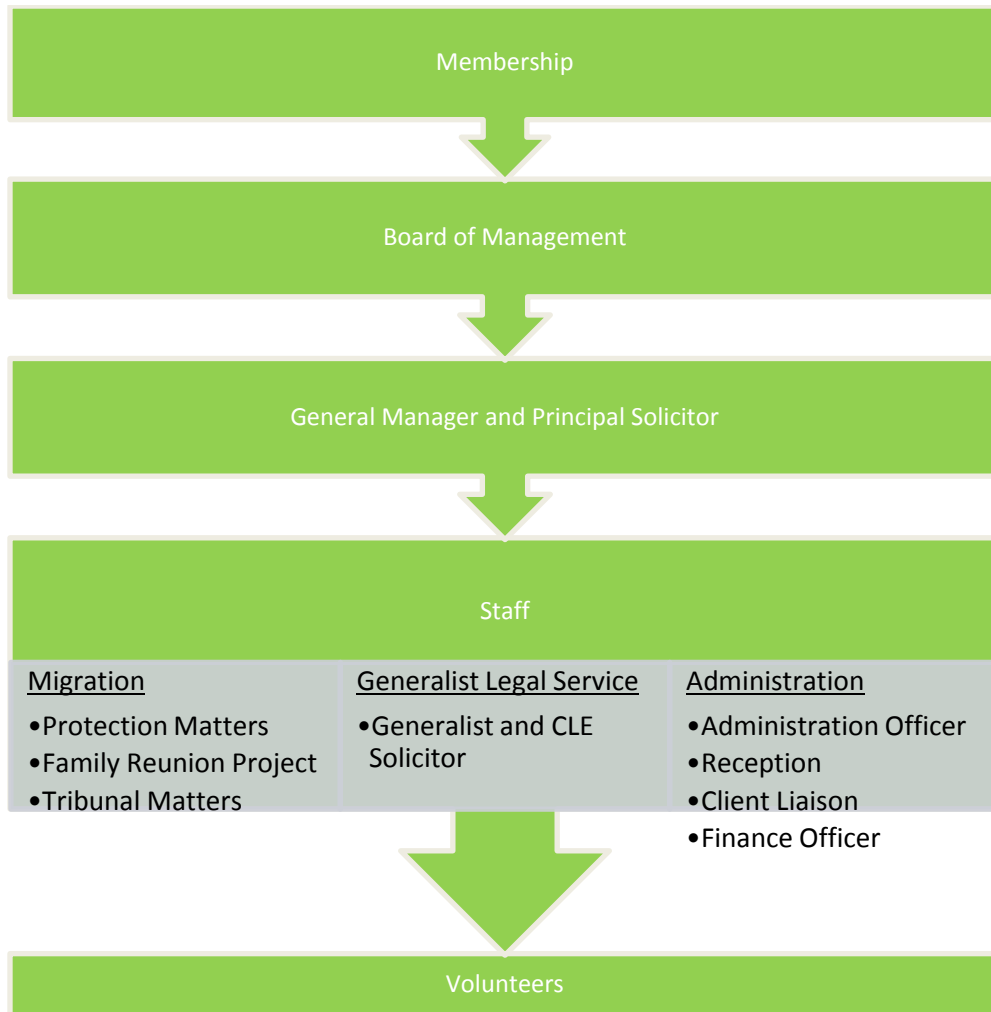 Membership
Board of Management
General Manager and Principal Solicitor
Staff
Migration
•Protection Matters
•Family Reunion Project
•Tribunal Matters
Generalist Legal Service
•Generalist and CLE
Solicitor
Administration
•Administration Officer
•Reception
•Client Liaison
•Finance Officer
Volunteers